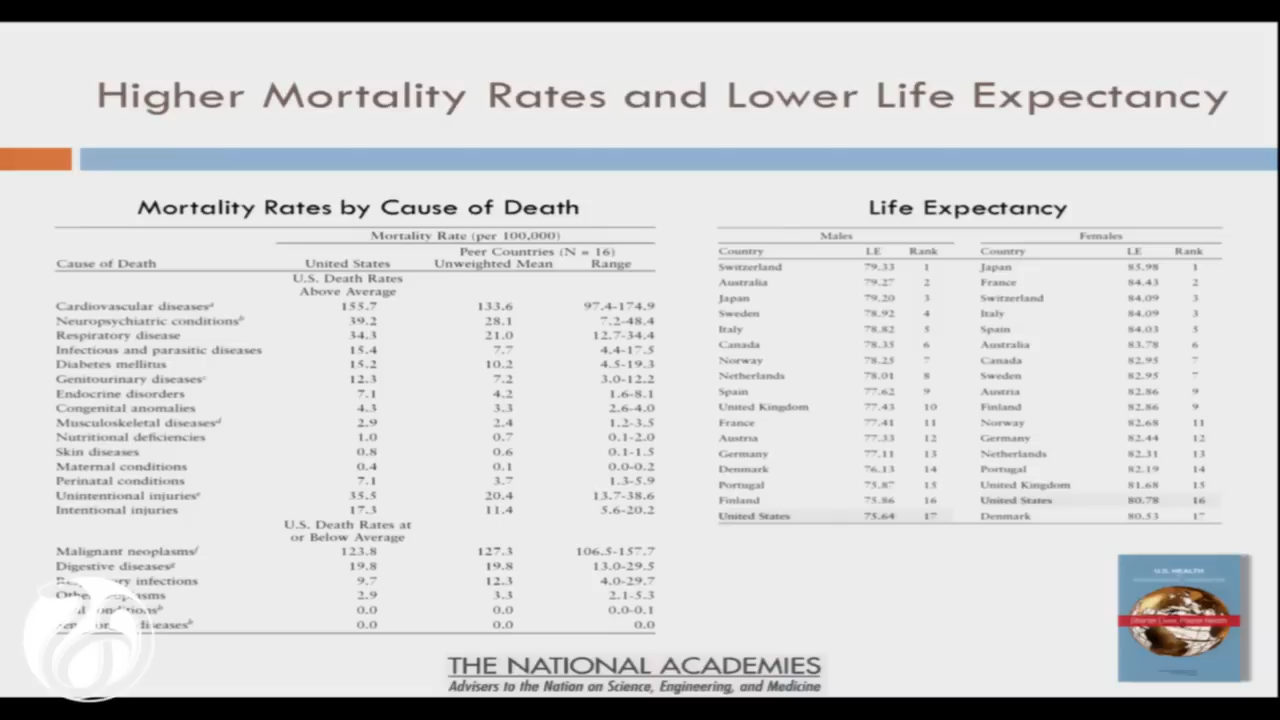 Higher Mortality Rates and Lower Life Expectancy
Mortality Rates by Cause of Death
Mortality Rate (per 100,000)
Peer Countries (N = 16)
Cause of Death United States Unweighted Mean Range
U.S. Death Rates
Above Average
Cardiovascular diseasesᵃ 155.7 133.6 97.4-174.9
Neuropsychiatric conditionsᵇ 39.2 28.1 7.2-48.4
Respiratory disease 34.3 21.0 12.7-34.4
Infectious and parasitic diseases 15.4 7.7 4.4-17.5
Diabetes mellitus 15.2 10.2 4.5-19.3
Genitourinary diseasesᶜ 12.3 7.2 3.0-12.2
Endocrine disorders 7.1 4.2 1.6-8.1
Congenital anomalies 4.3 3.3 2.6-4.0
Musculoskeletal diseasesᵈ 2.9 2.4 1.2-3.5
Nutritional deficiencies 1.0 0.7 0.1-2.0
Skin diseases 0.8 0.6 0.1-1.5
Maternal conditions 0.4 0.1 0.0-0.2
Perinatal conditions 7.1 3.7 1.3-5.9
Unintentional injuriesᵉ 35.5 20.4 13.7-38.6
Intentional injuries 17.3 11.4 5.6-20.2
U.S. Death Rates at
or Below Average
Malignant neoplasmsᶠ 123.8 127.3 106.5-157.7
Digestive diseasesᵍ 19.8 19.8 13.0-29.5
infections 9.7 12.3 4.0-29.7
2.9 3.3 2.1-5.3
0.0 0.0 0.0-0.1
0.0 0.0 0.0
Life Expectancy
Males Females
Country LE Rank Country LE Rank
Switzerland 79.33 1 Japan 85.98 1
Australia 79.27 2 France 84.43 2
Japan 79.20 3 Switzerland 84.09 3
Sweden 78.92 4 Italy 84.09 3
Italy 78.82 5 Spain 84.03 5
Canada 78.35 6 Australia 83.78 6
Norway 78.25 7 Canada 82.95 7
Netherlands 78.01 8 Sweden 82.95 7
Spain 77.62 9 Austria 82.86 9
United Kingdom 77.43 10 Finland 82.86 9
France 77.41 11 Norway 82.68 11
Austria 77.33 12 Germany 82.44 12
Germany 77.11 13 Netherlands 82.31 13
Denmark 76.13 14 Portugal 82.19 14
Portugal 75.87 15 United Kingdom 81.68 15
Finland 75.86 16 United States 80.78 16
United States 75.64 17 Denmark 80.53 17
U.S. HEALTH
Shorter Lives, Poorer Health
THE NATIONAL ACADEMIES
Advisers to the Nation on Science, Engineering, and Medicine